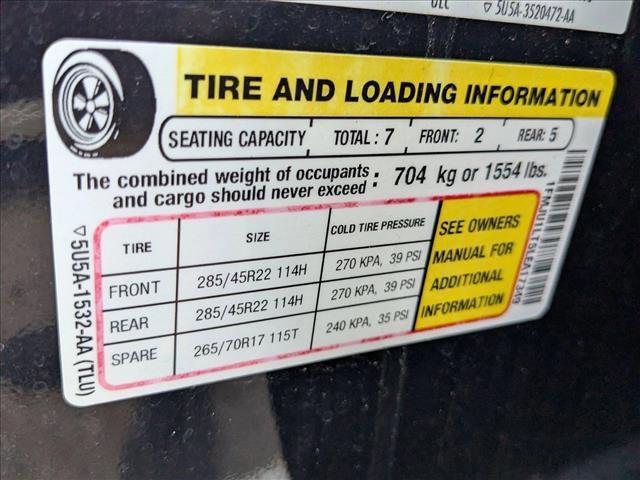 ULC
▽ 5U5A-3520472-AA
TIRE AND LOADING INFORMATION
SEATING CAPACITY TOTAL : 7 FRONT: 2 REAR: 5
The combined weight of occupants
and cargo should never exceed : 704 kg or 1554 lbs.
TIRE SIZE COLD TIRE PRESSURE
FRONT 285/45R22 114H 270 KPA, 39 PSI
REAR 285/45R22 114H 270 KPA, 39 PSI
SPARE 265/70R17 115T 240 KPA, 35 PSI
SEE OWNERS
MANUAL FOR
ADDITIONAL
INFORMATION
▽5U5A-1532-AA (TLU)